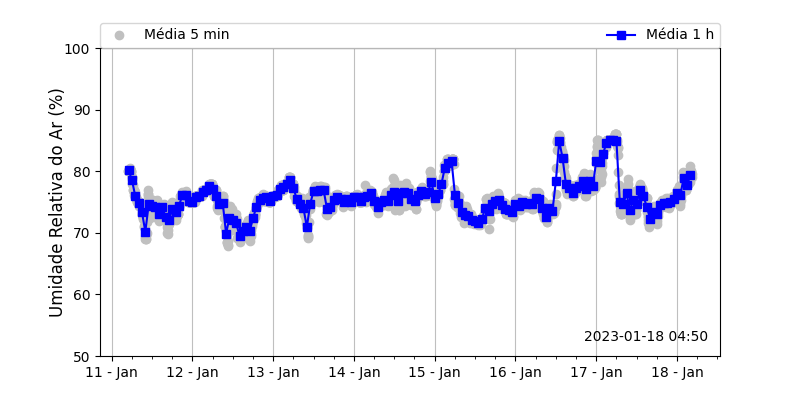 Média 5 min
Média 1 h
100
90
80
70
60
50
Umidade Relativa do Ar (%)
2023-01-18 04:50
11 - Jan
12 - Jan
13 - Jan
14 - Jan
15 - Jan
16 - Jan
17 - Jan
18 - Jan